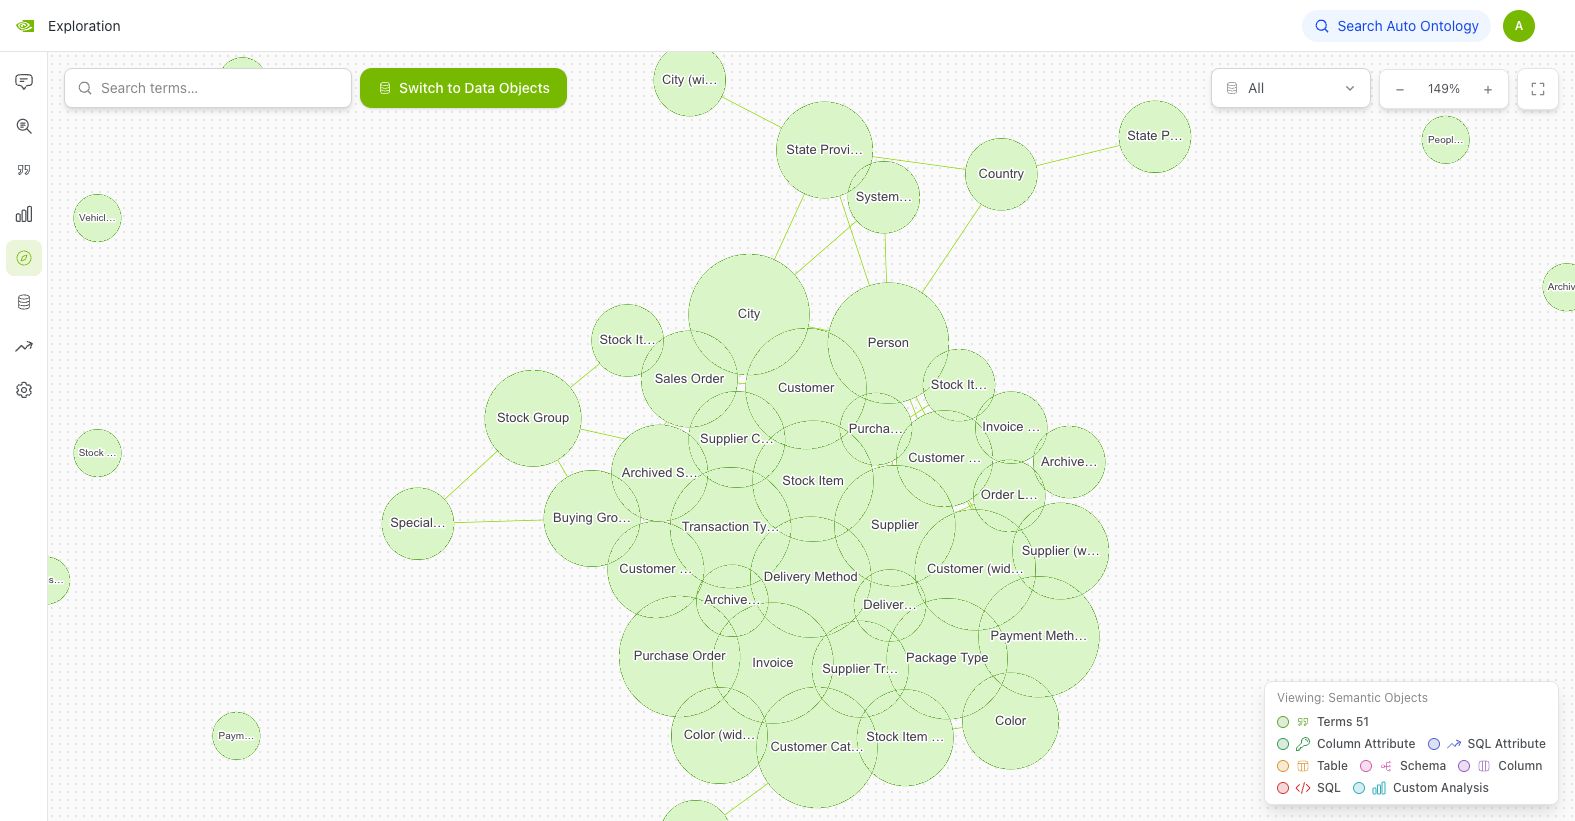 Exploration
Search Auto Ontology
A
Search terms...
Switch to Data Objects
All
149%
City (wi...
State Provi...
State P...
Peopl...
Country
System...
Vehicl...
Archiv
City
Person
Stock It...
Sales Order
Customer
Stock It...
Stock Group
Purcha...
Invoice ...
Supplier C...
Stock ...
Customer ...
Archive...
Archived S...
Stock Item
Order L...
Special...
Buying Gro...
Transaction Ty...
Supplier
Supplier (w...
Customer ...
Delivery Method
Customer (wid...
s...
Archive...
Deliver...
Payment Meth...
Purchase Order
Invoice
Supplier Tr...
Package Type
Color
Paym...
Color (wid...
Customer Cat...
Stock Item ...
Viewing: Semantic Objects
Terms 51
Column Attribute
SQL Attribute
Table
Schema
Column
SQL
Custom Analysis